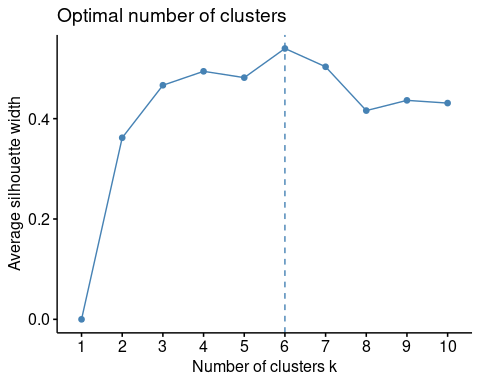 Optimal number of clusters
Average silhouette width
0.4
0.2
0.0
1 2 3 4 5 6 7 8 9 10
Number of clusters k